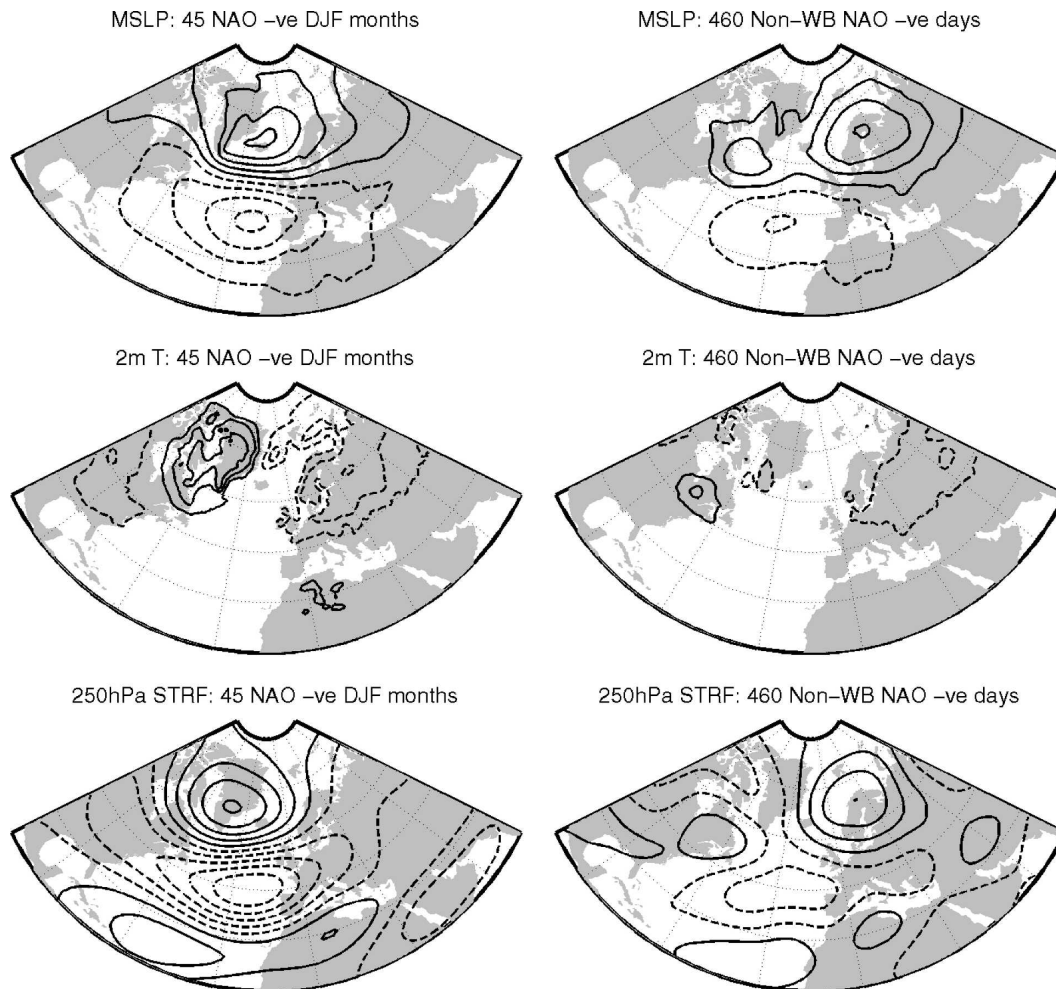 MSLP: 45 NAO −ve DJF months
MSLP: 460 Non−WB NAO −ve days
2m T: 45 NAO −ve DJF months
2m T: 460 Non−WB NAO −ve days
250hPa STRF: 45 NAO −ve DJF months
250hPa STRF: 460 Non−WB NAO −ve days